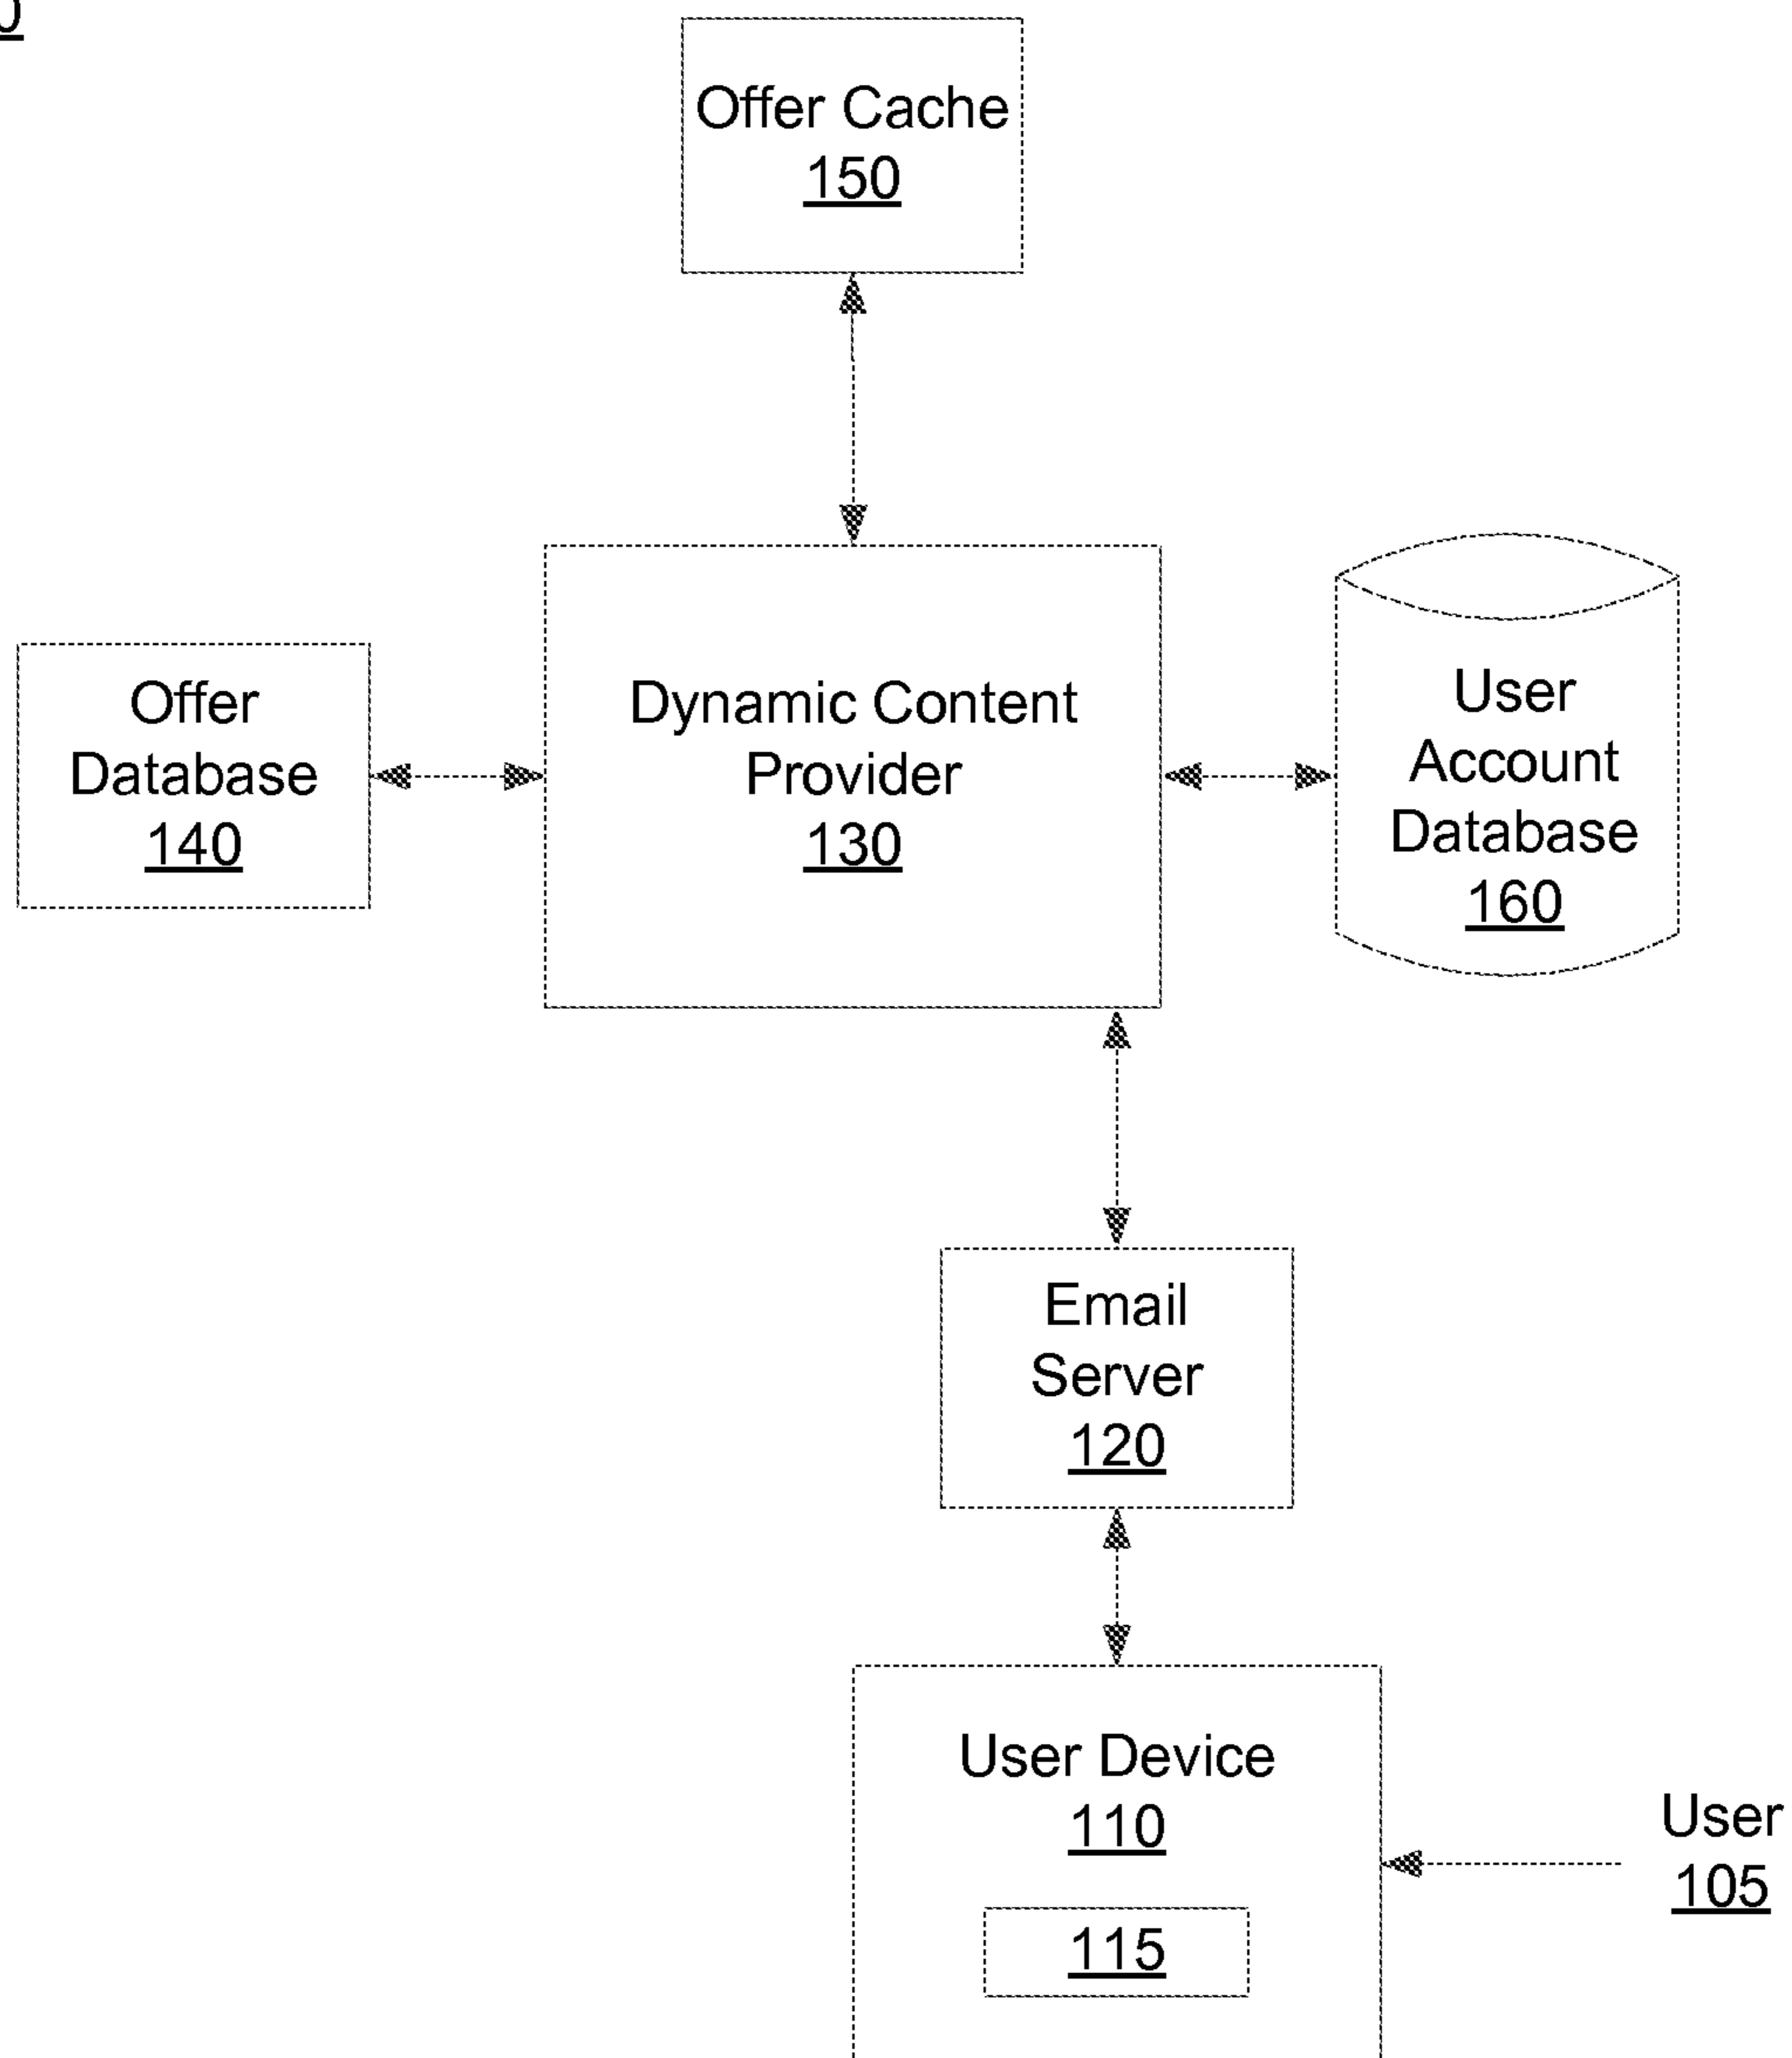 Offer Cache
150
Offer
Database
140
Dynamic Content
Provider
130
User
Account
Database
160
Email
Server
120
User Device
110
115
User
105